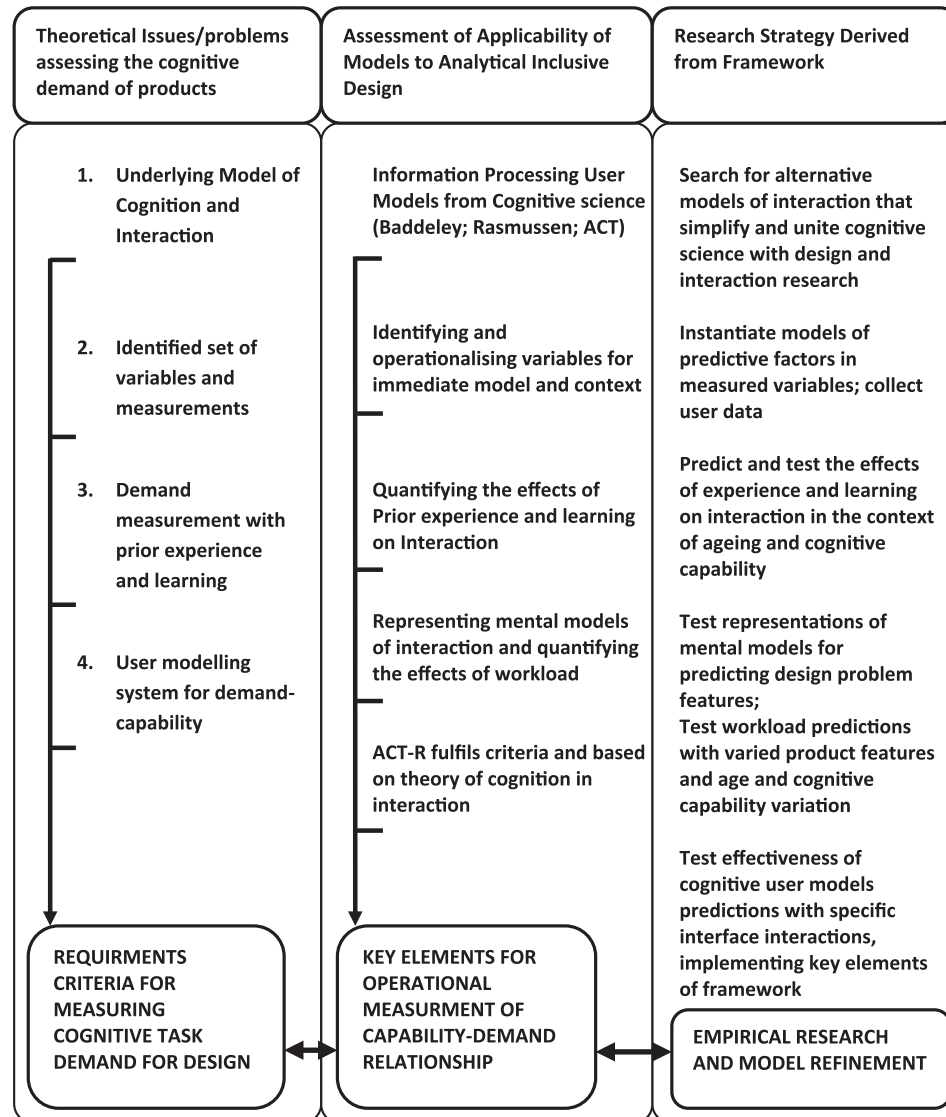 Theoretical Issues/problems
assessing the cognitive
demand of products
Assessment of Applicability of
Models to Analytical Inclusive
Design
Research Strategy Derived
from Framework
1. Underlying Model of
Cognition and
Interaction
2. Identified set of
variables and
measurements
3. Demand
measurement with
prior experience
and learning
4. User modelling
system for demand-
capability
REQUIRMENTS
CRITERIA FOR
MEASURING
COGNITIVE TASK
DEMAND FOR DESIGN
Information Processing User
Models from Cognitive science
(Baddeley; Rasmussen; ACT)
Identifying and
operationalising variables for
immediate model and context
Quantifying the effects of
Prior experience and learning
on Interaction
Representing mental models
of interaction and quantifying
the effects of workload
ACT-R fulfils criteria and based
on theory of cognition in
interaction
KEY ELEMENTS FOR
OPERATIONAL
MEASURMENT OF
CAPABILITY-DEMAND
RELATIONSHIP
Search for alternative
models of interaction that
simplify and unite cognitive
science with design and
interaction research
Instantiate models of
predictive factors in
measured variables; collect
user data
Predict and test the effects
of experience and learning
on interaction in the context
of ageing and cognitive
capability
Test representations of
mental models for
predicting design problem
features;
Test workload predictions
with varied product features
and age and cognitive
capability variation
Test effectiveness of
cognitive user models
predictions with specific
interface interactions,
implementing key elements
of framework
EMPIRICAL RESEARCH
AND MODEL REFINEMENT